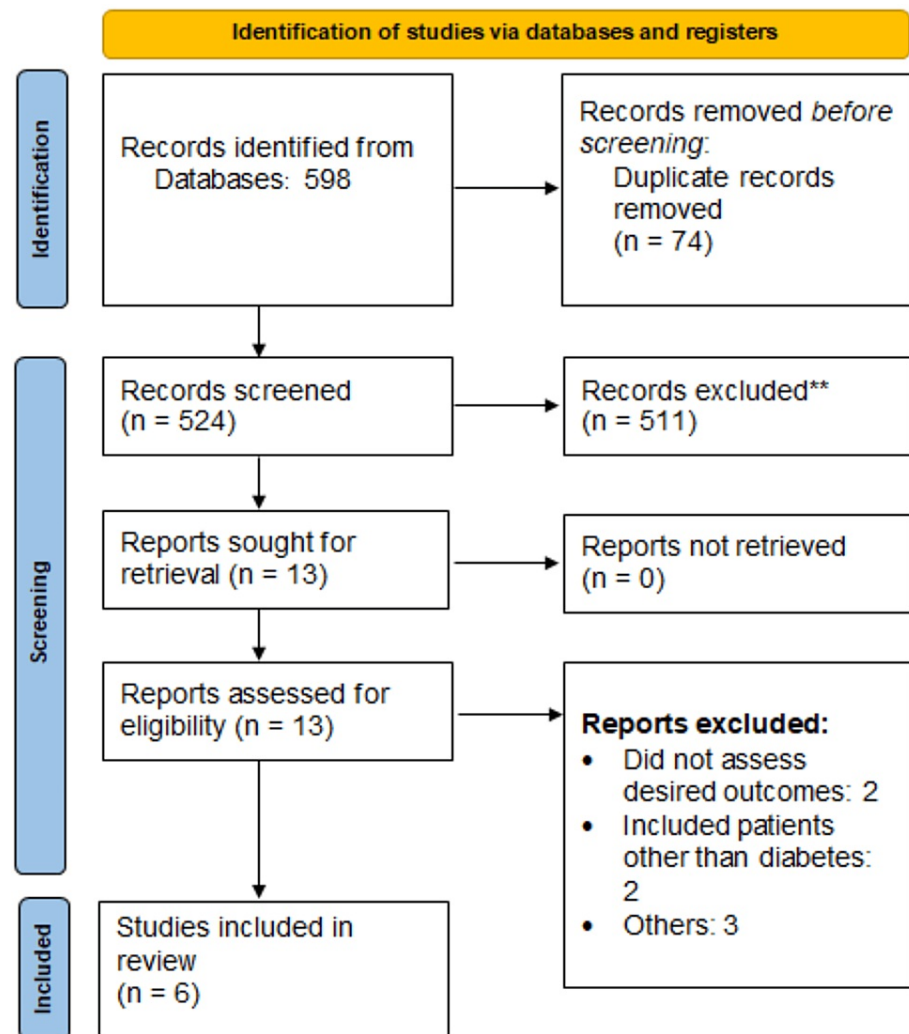 Identification of studies via databases and registers
Identification
Records identified from
Databases: 598
Records removed before
screening:
Duplicate records
removed
(n = 74)
Screening
Records screened
(n = 524)
Records excluded**
(n = 511)
Reports sought for
retrieval (n = 13)
Reports not retrieved
(n = 0)
Reports assessed for
eligibility (n = 13)
Reports excluded:
• Did not assess
desired outcomes: 2
• Included patients
other than diabetes:
2
• Others: 3
Included
Studies included in
review
(n = 6)